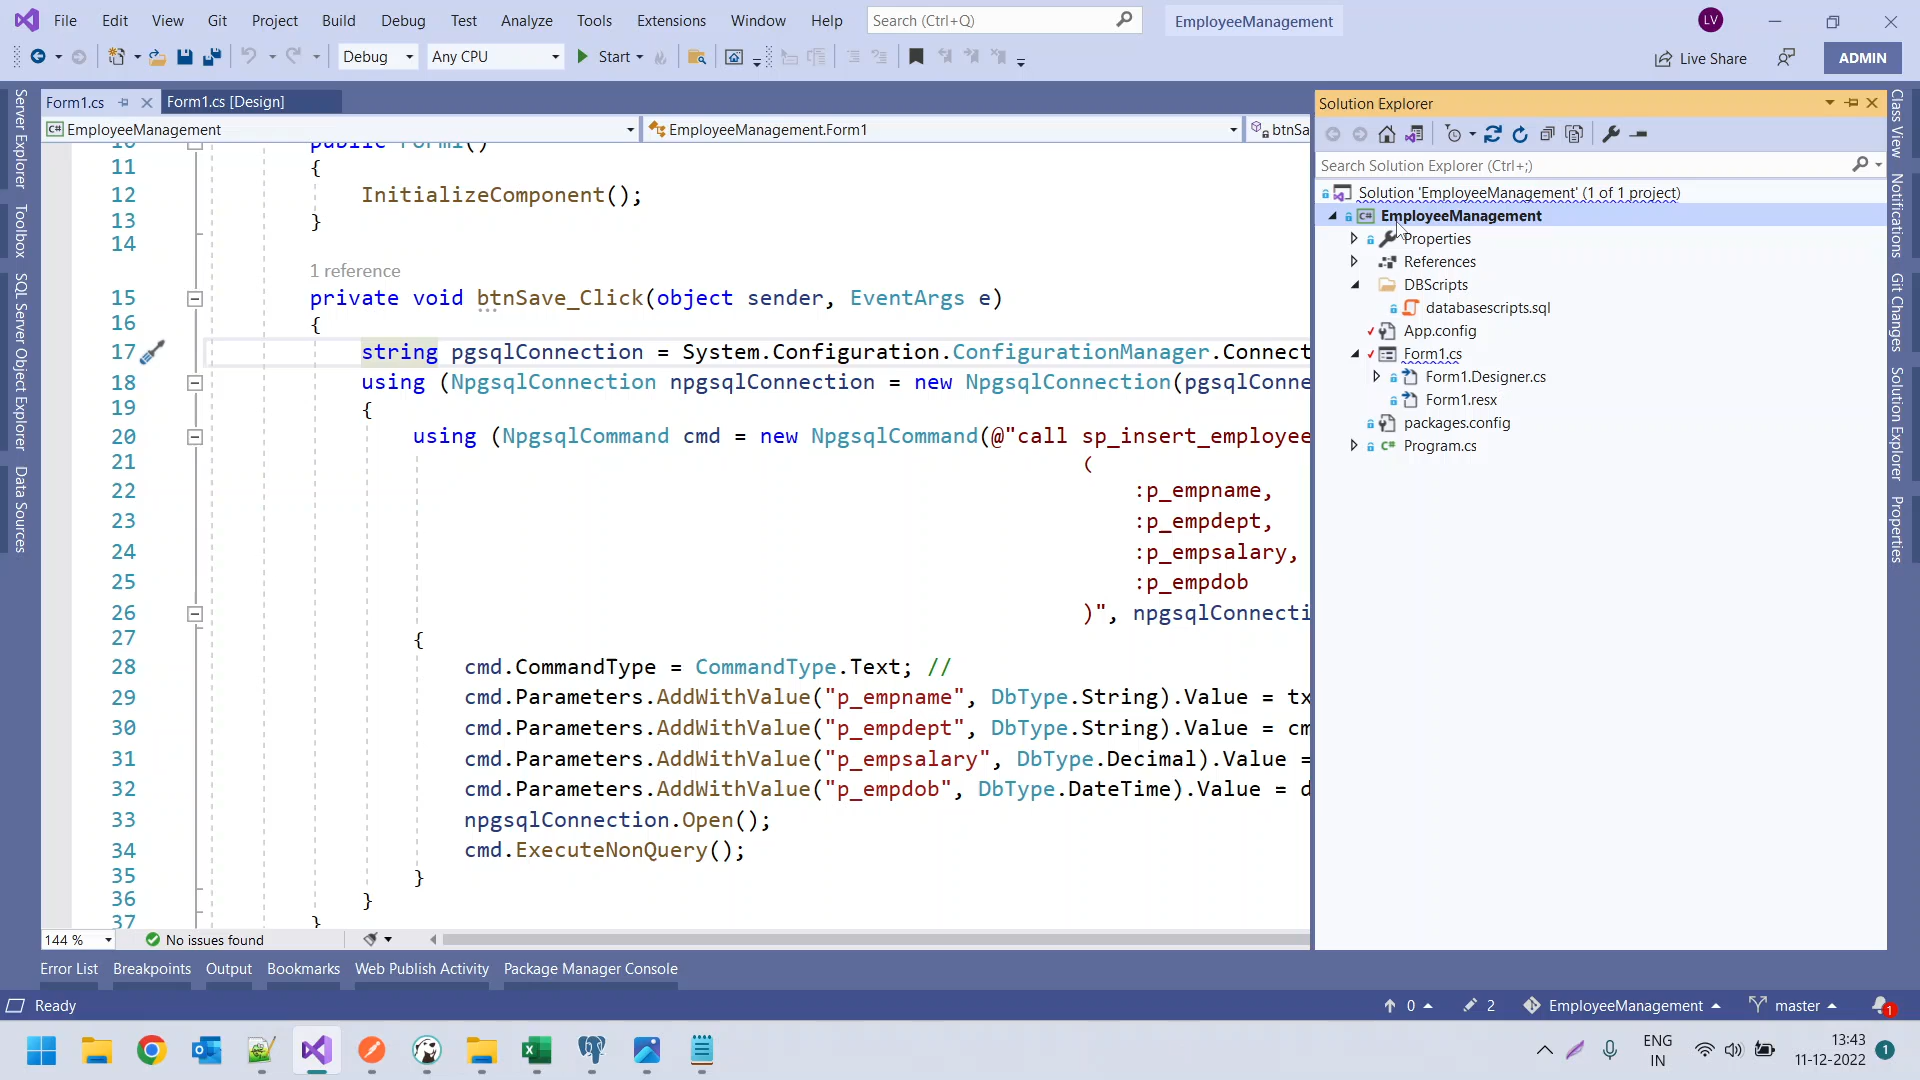 File Edit View Git Project Build Debug Test Analyze Tools Extensions Window Help Search (Ctrl+Q) EmployeeManagement LV
Debug Any CPU Start Live Share ADMIN
Form1.cs Form1.cs [Design]
EmployeeManagement EmployeeManagement.Form1 btnSa
Server Explorer
Toolbox
SQL Server Object Explorer
Data Sources
10 public Form1()
11 {
12 InitializeComponent();
13 }
14
1 reference
15 private void btnSave_Click(object sender, EventArgs e)
16 {
17 string pgsqlConnection = System.Configuration.ConfigurationManager.Connect
18 using (NpgsqlConnection npgsqlConnection = new NpgsqlConnection(pgsqlConne
19 {
20 using (NpgsqlCommand cmd = new NpgsqlCommand(@"call sp_insert_employee
21 (
22 :p_empname,
23 :p_empdept,
24 :p_empsalary,
25 :p_empdob
26 )", npgsqlConnecti
27 {
28 cmd.CommandType = CommandType.Text; //
29 cmd.Parameters.AddWithValue("p_empname", DbType.String).Value = tx
30 cmd.Parameters.AddWithValue("p_empdept", DbType.String).Value = cm
31 cmd.Parameters.AddWithValue("p_empsalary", DbType.Decimal).Value =
32 cmd.Parameters.AddWithValue("p_empdob", DbType.DateTime).Value = d
33 npgsqlConnection.Open();
34 cmd.ExecuteNonQuery();
35 }
36 }
37 }
144 % No issues found
Solution Explorer
Search Solution Explorer (Ctrl+;)
Solution 'EmployeeManagement' (1 of 1 project)
C# EmployeeManagement
Properties
References
DBScripts
databasescripts.sql
App.config
Form1.cs
Form1.Designer.cs
Form1.resx
packages.config
C# Program.cs
Class View
Notifications
Git Changes
Solution Explorer
Properties
Error List Breakpoints Output Bookmarks Web Publish Activity Package Manager Console
Ready 0 2 EmployeeManagement master 1
ENG
IN
13:43
11-12-2022
1